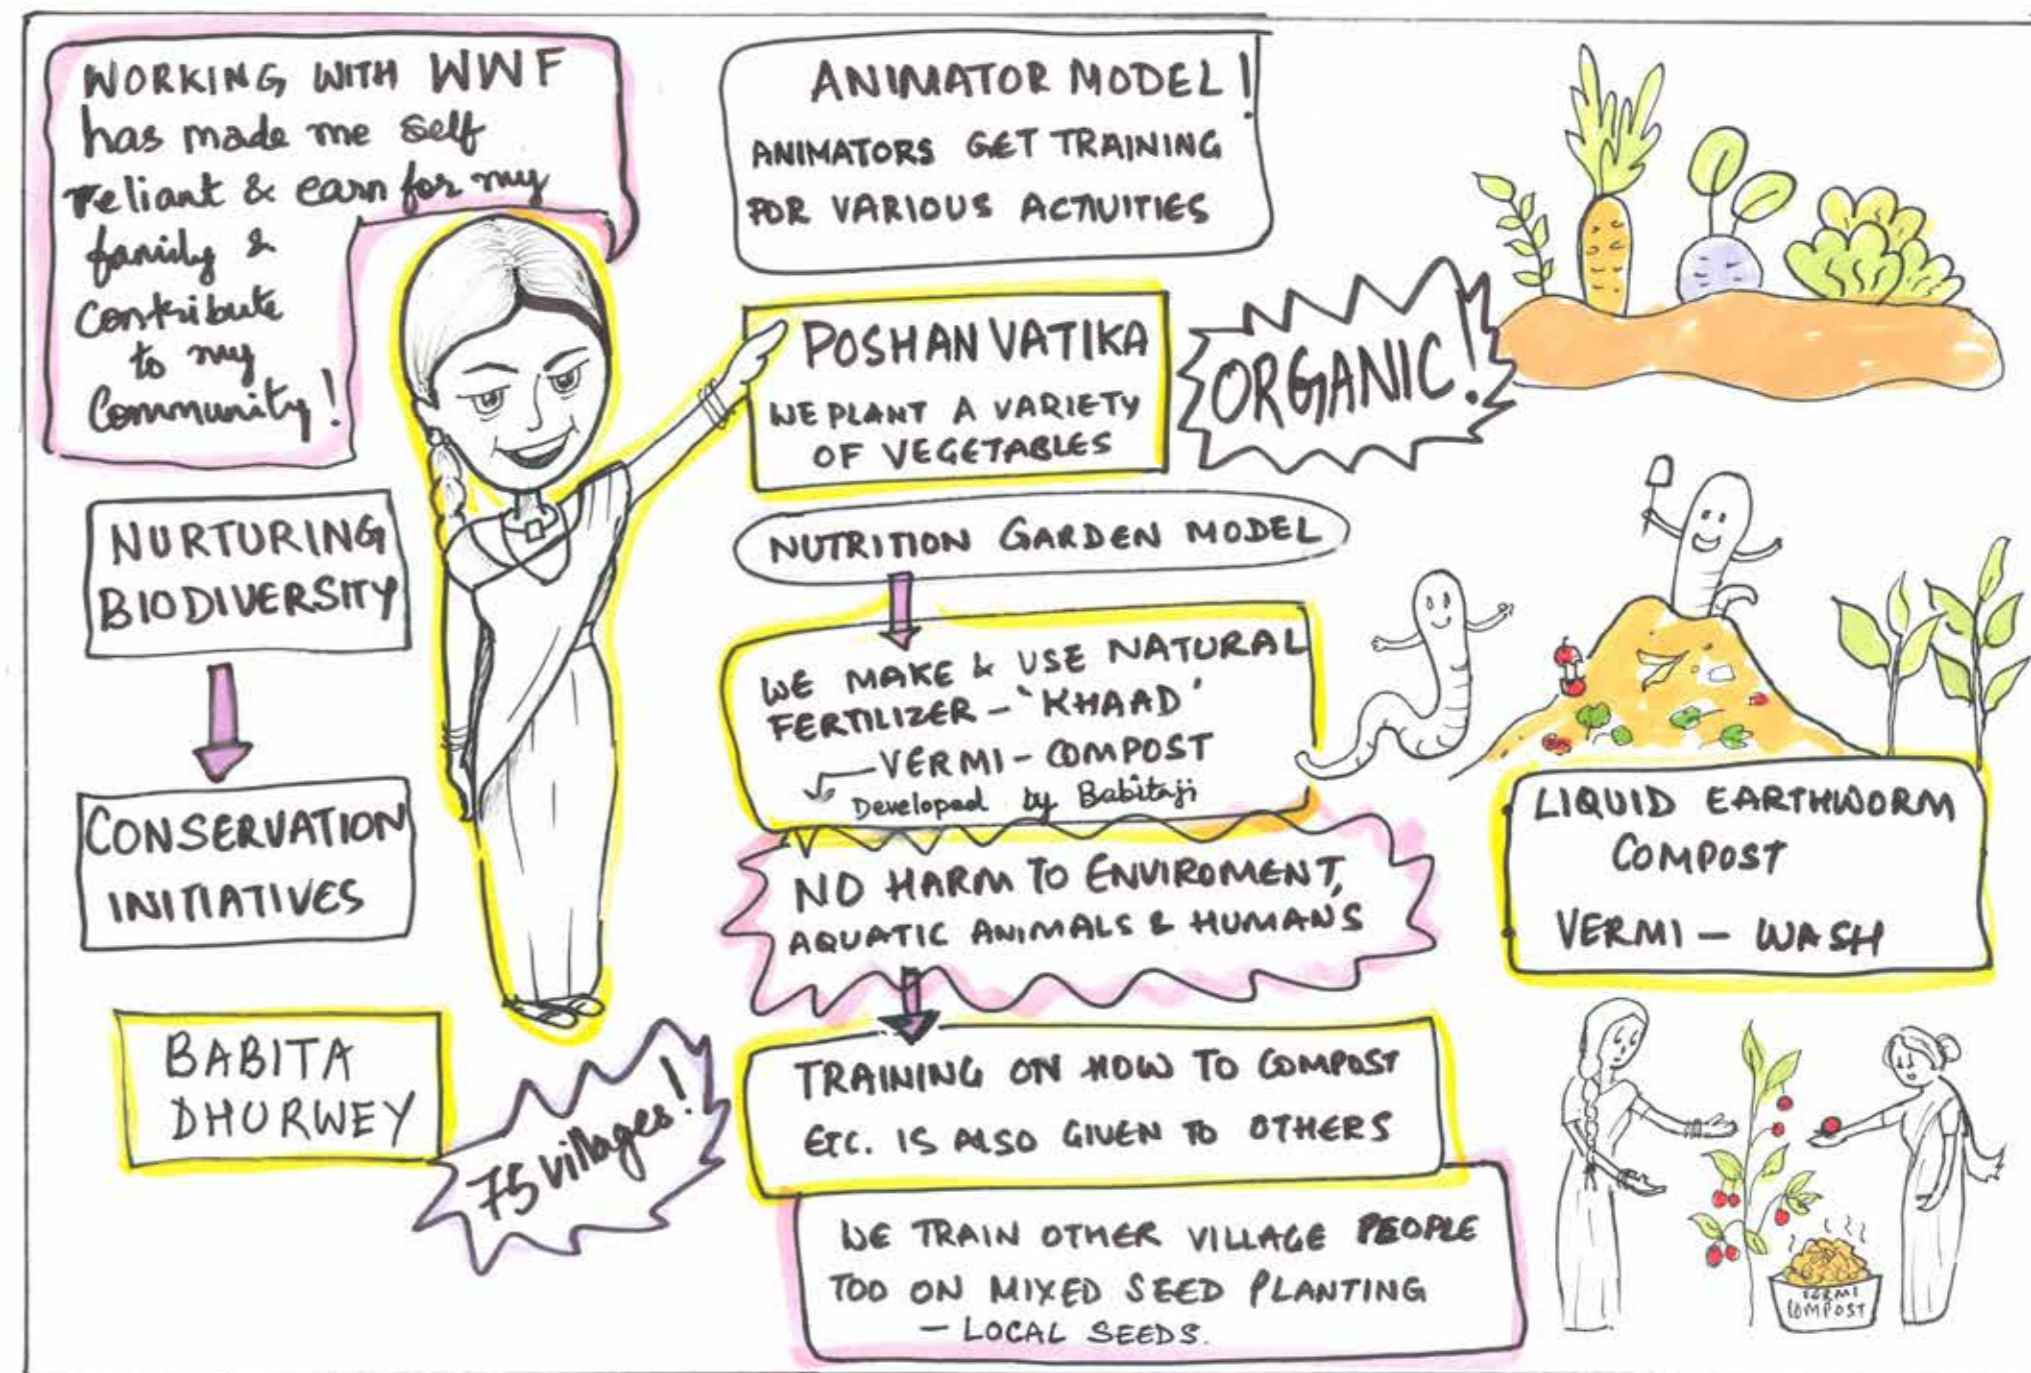 WORKING WITH WWF
has made me self
reliant & earn for my
family &
contribute
to my
Community!
NURTURING
BIODIVERSITY
CONSERVATION
INITIATIVES
BABITA
DHURWEY
75 villages!
ANIMATOR MODEL!
ANIMATORS GET TRAINING
FOR VARIOUS ACTIVITIES
POSHAN VATIKA
WE PLANT A VARIETY
OF VEGETABLES
ORGANIC!
NUTRITION GARDEN MODEL
WE MAKE & USE NATURAL
FERTILIZER - 'KHAAD'
VERMI - COMPOST
Developed by Babitaji
NO HARM TO ENVIROMENT,
AQUATIC ANIMALS & HUMANS
TRAINING ON HOW TO COMPOST
ETC. IS ALSO GIVEN TO OTHERS
WE TRAIN OTHER VILLAGE PEOPLE
TOO ON MIXED SEED PLANTING
- LOCAL SEEDS.
LIQUID EARTHWORM
COMPOST
VERMI - WASH
VERMI
COMPOST